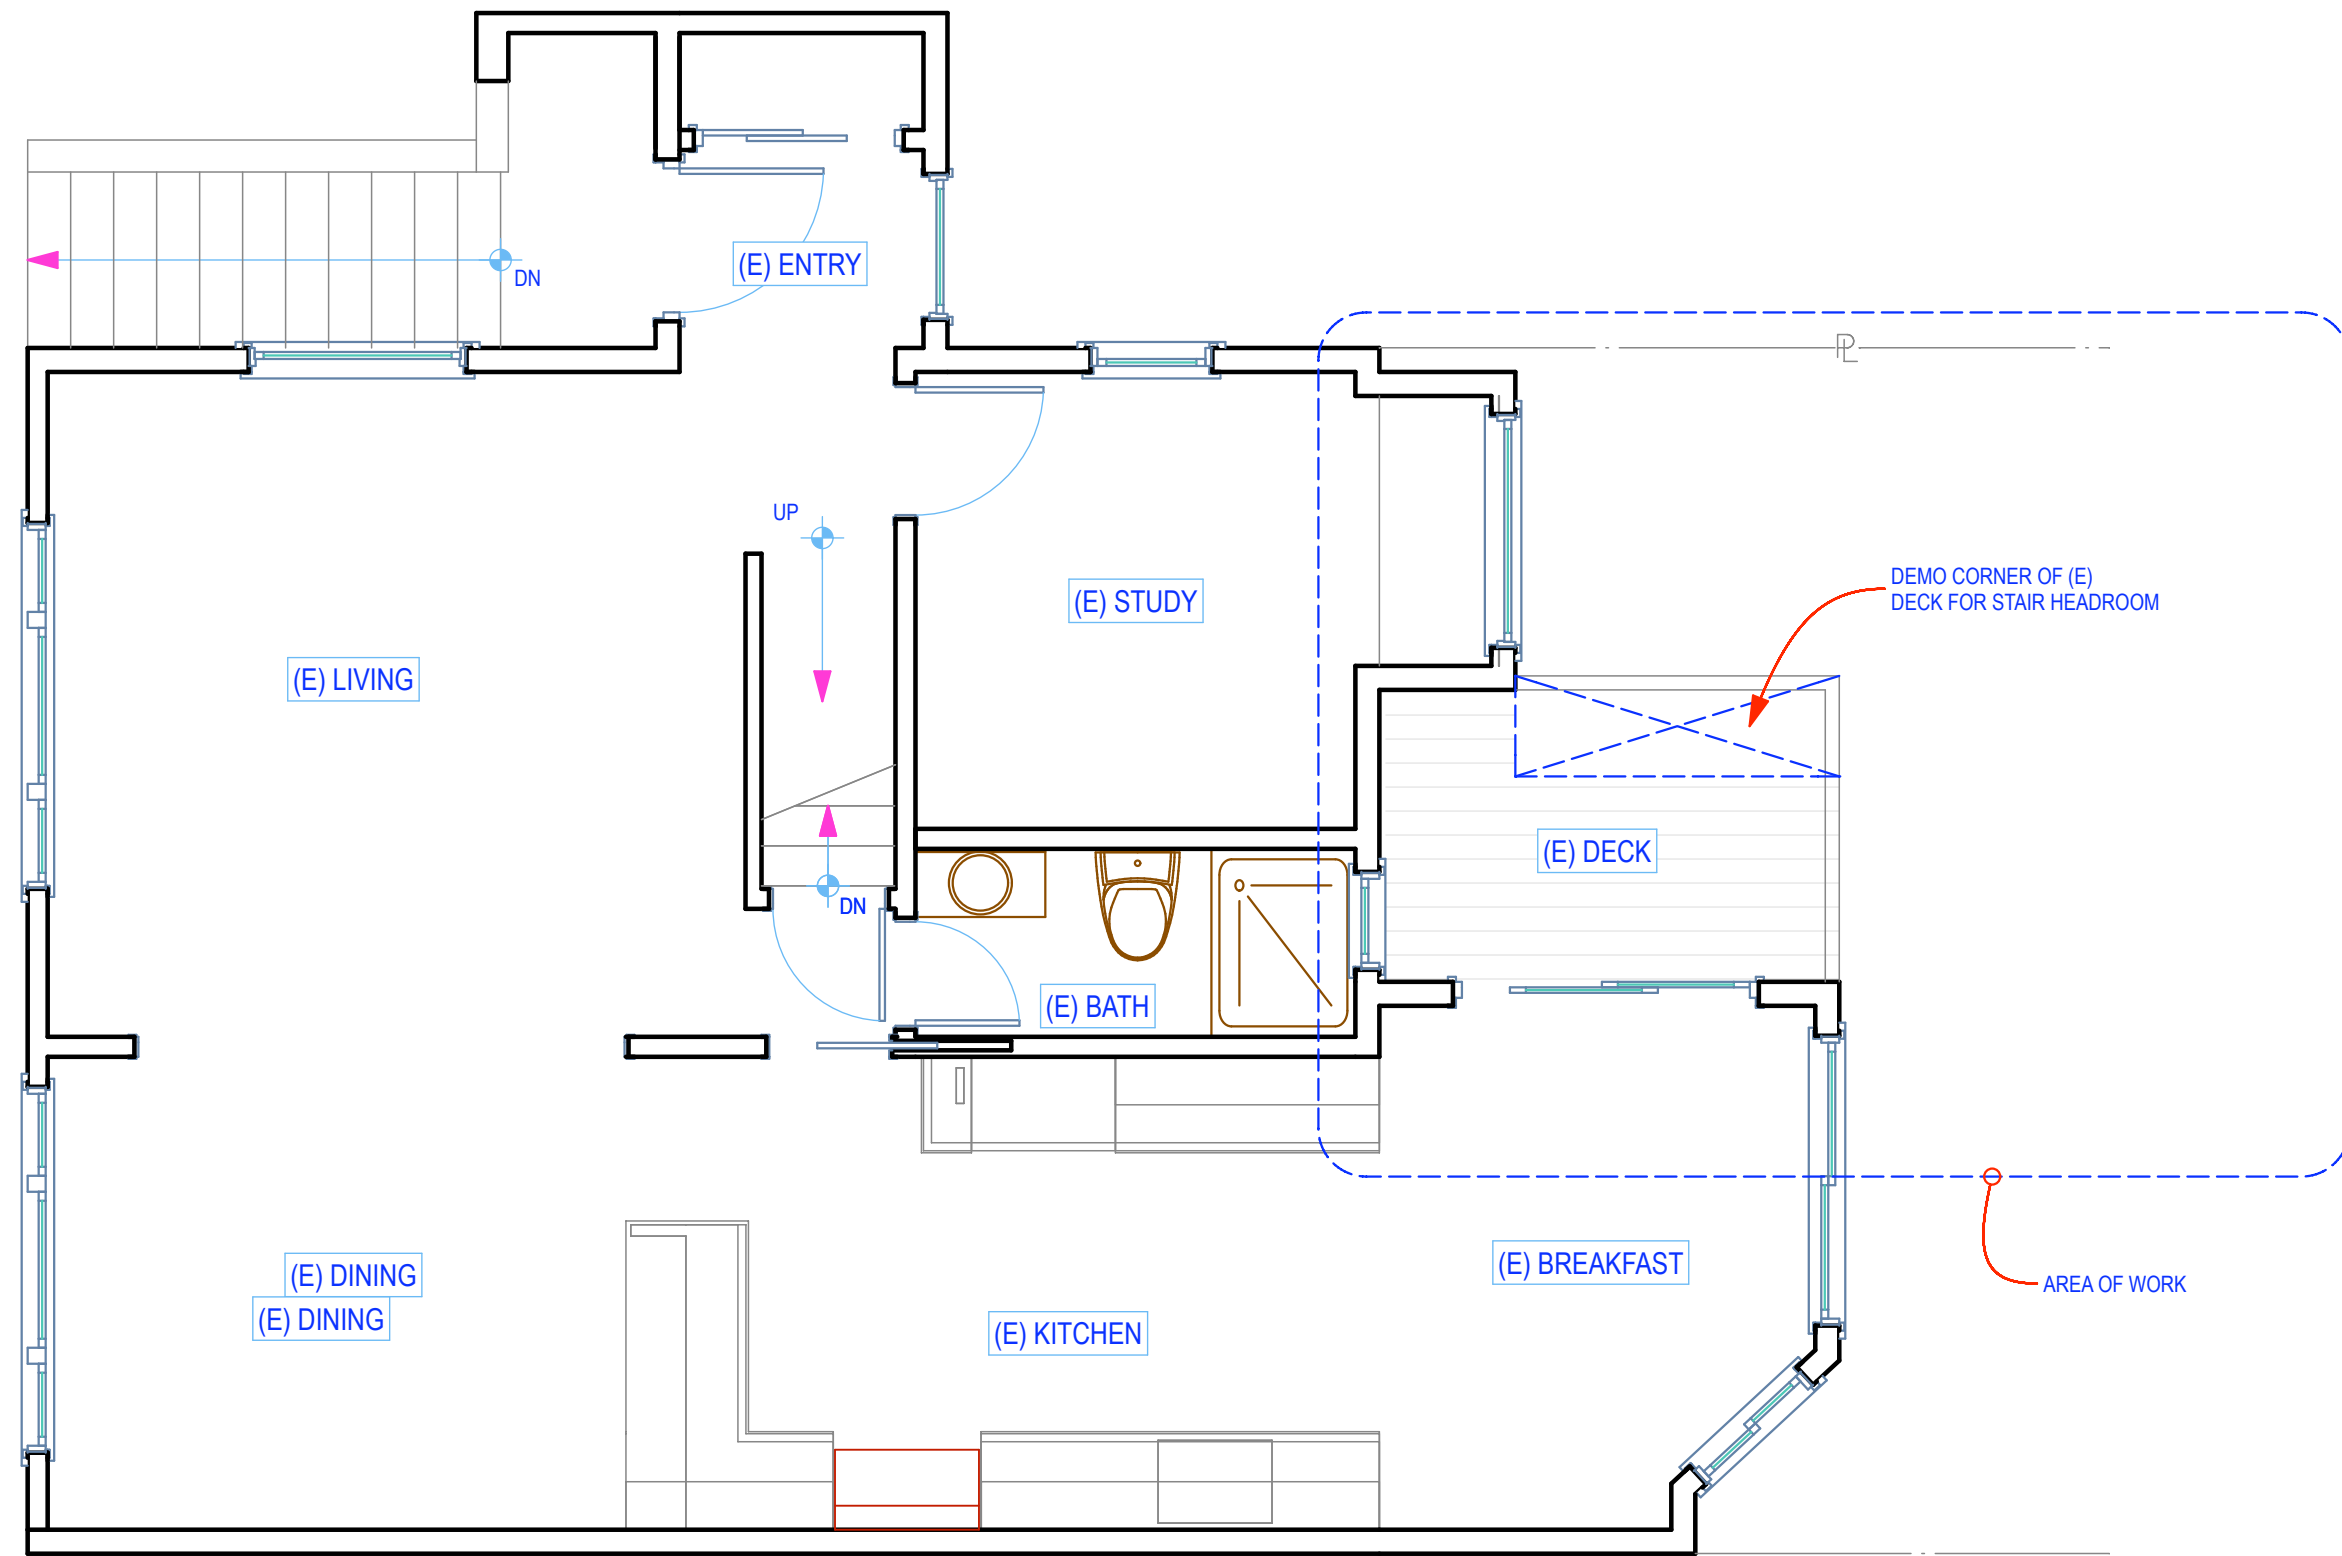 (E) ENTRY
DN
PL
UP
DEMO CORNER OF (E)
DECK FOR STAIR HEADROOM
(E) STUDY
(E) LIVING
(E) DECK
DN
(E) BATH
(E) BREAKFAST
(E) DINING
AREA OF WORK
(E) DINING
(E) KITCHEN